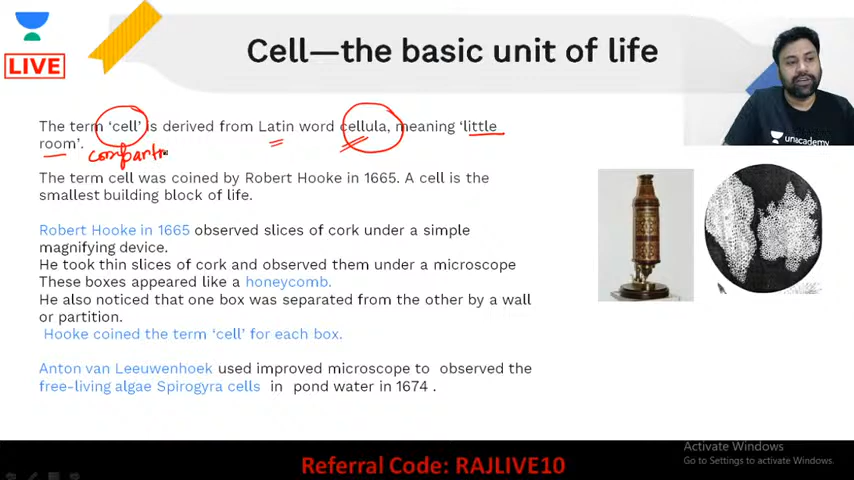 LIVE
Cell—the basic unit of life
The term 'cell' is derived from Latin word cellula, meaning 'little
room'.
compartm
The term cell was coined by Robert Hooke in 1665. A cell is the
smallest building block of life.
Robert Hooke in 1665 observed slices of cork under a simple
magnifying device.
He took thin slices of cork and observed them under a microscope
These boxes appeared like a honeycomb.
He also noticed that one box was separated from the other by a wall
or partition.
Hooke coined the term 'cell' for each box.
Anton van Leeuwenhoek used improved microscope to observed the
free-living algae Spirogyra cells in pond water in 1674 .
unacademy
Activate Windows
Go to Settings to activate Windows.
Referral Code: RAJLIVE10